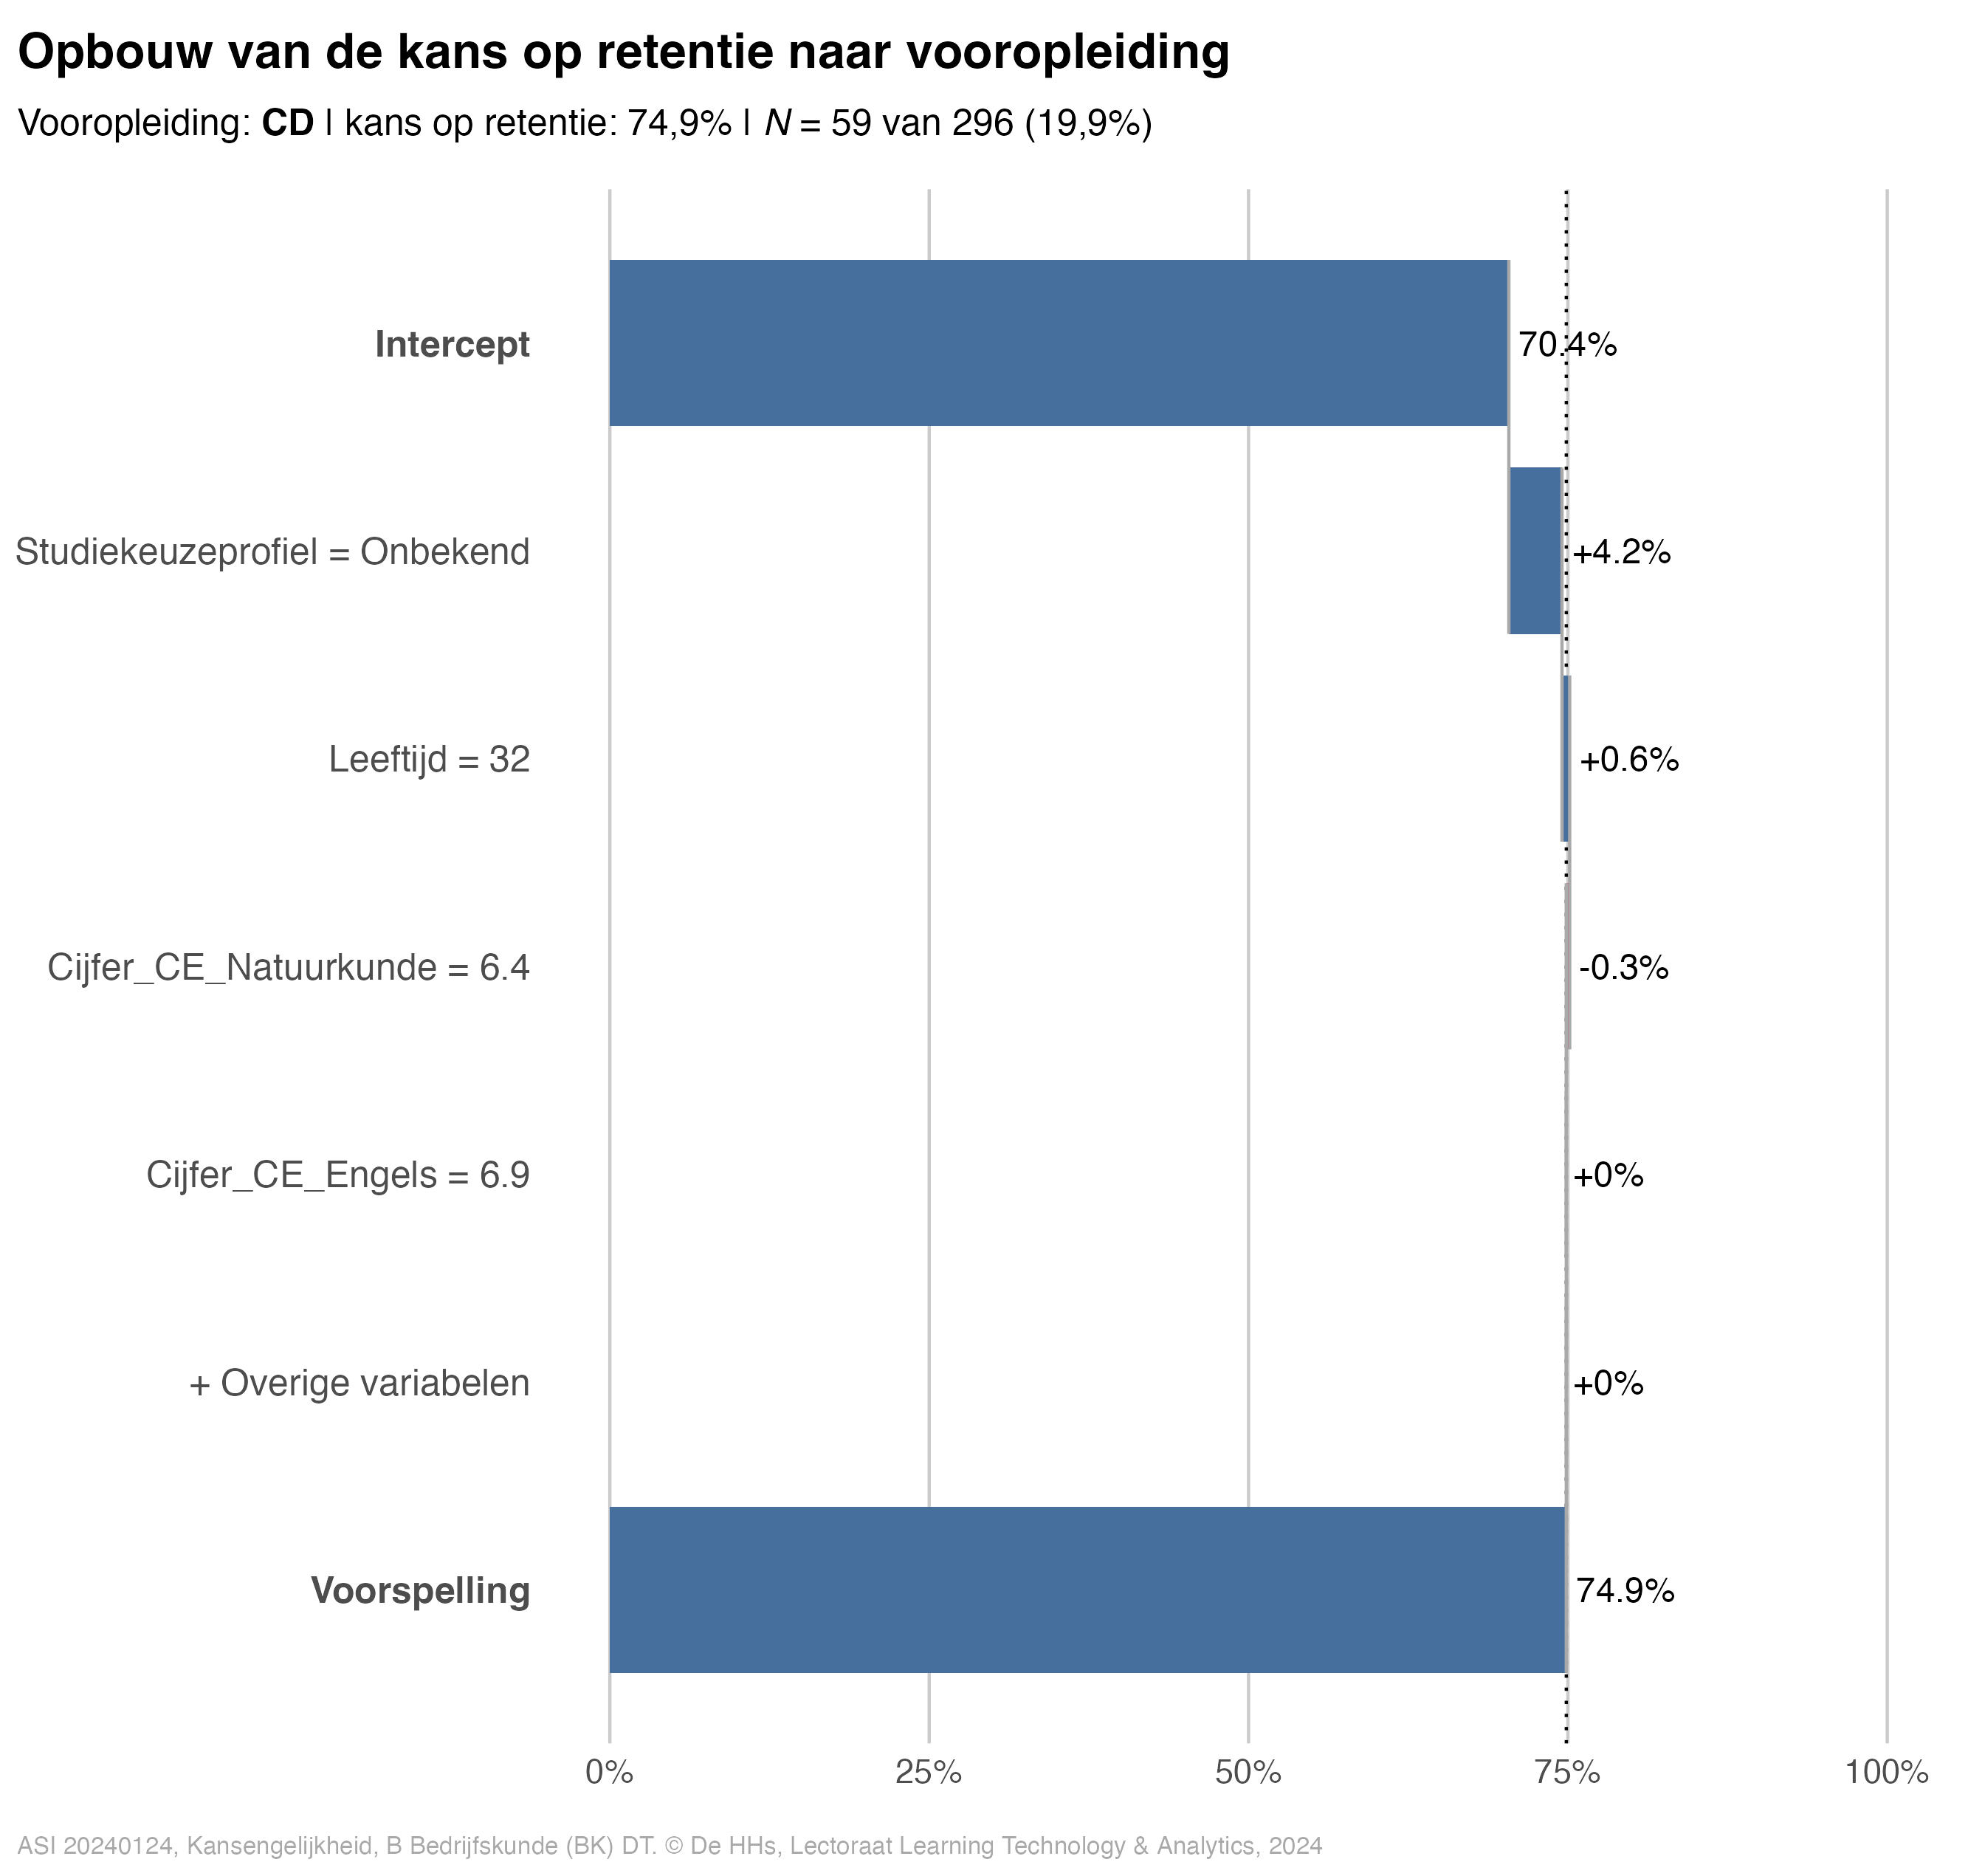 Opbouw van de kans op retentie naar vooropleiding
Vooropleiding: CD | kans op retentie: 74,9% | N = 59 van 296 (19,9%)
Intercept
70.4%
Studiekeuzeprofiel = Onbekend
+4.2%
Leeftijd = 32
+0.6%
Cijfer_CE_Natuurkunde = 6.4
-0.3%
Cijfer_CE_Engels = 6.9
+0%
+ Overige variabelen
+0%
Voorspelling
74.9%
0% 25% 50% 75% 100%
ASI 20240124, Kansengelijkheid, B Bedrijfskunde (BK) DT. © De HHs, Lectoraat Learning Technology & Analytics, 2024